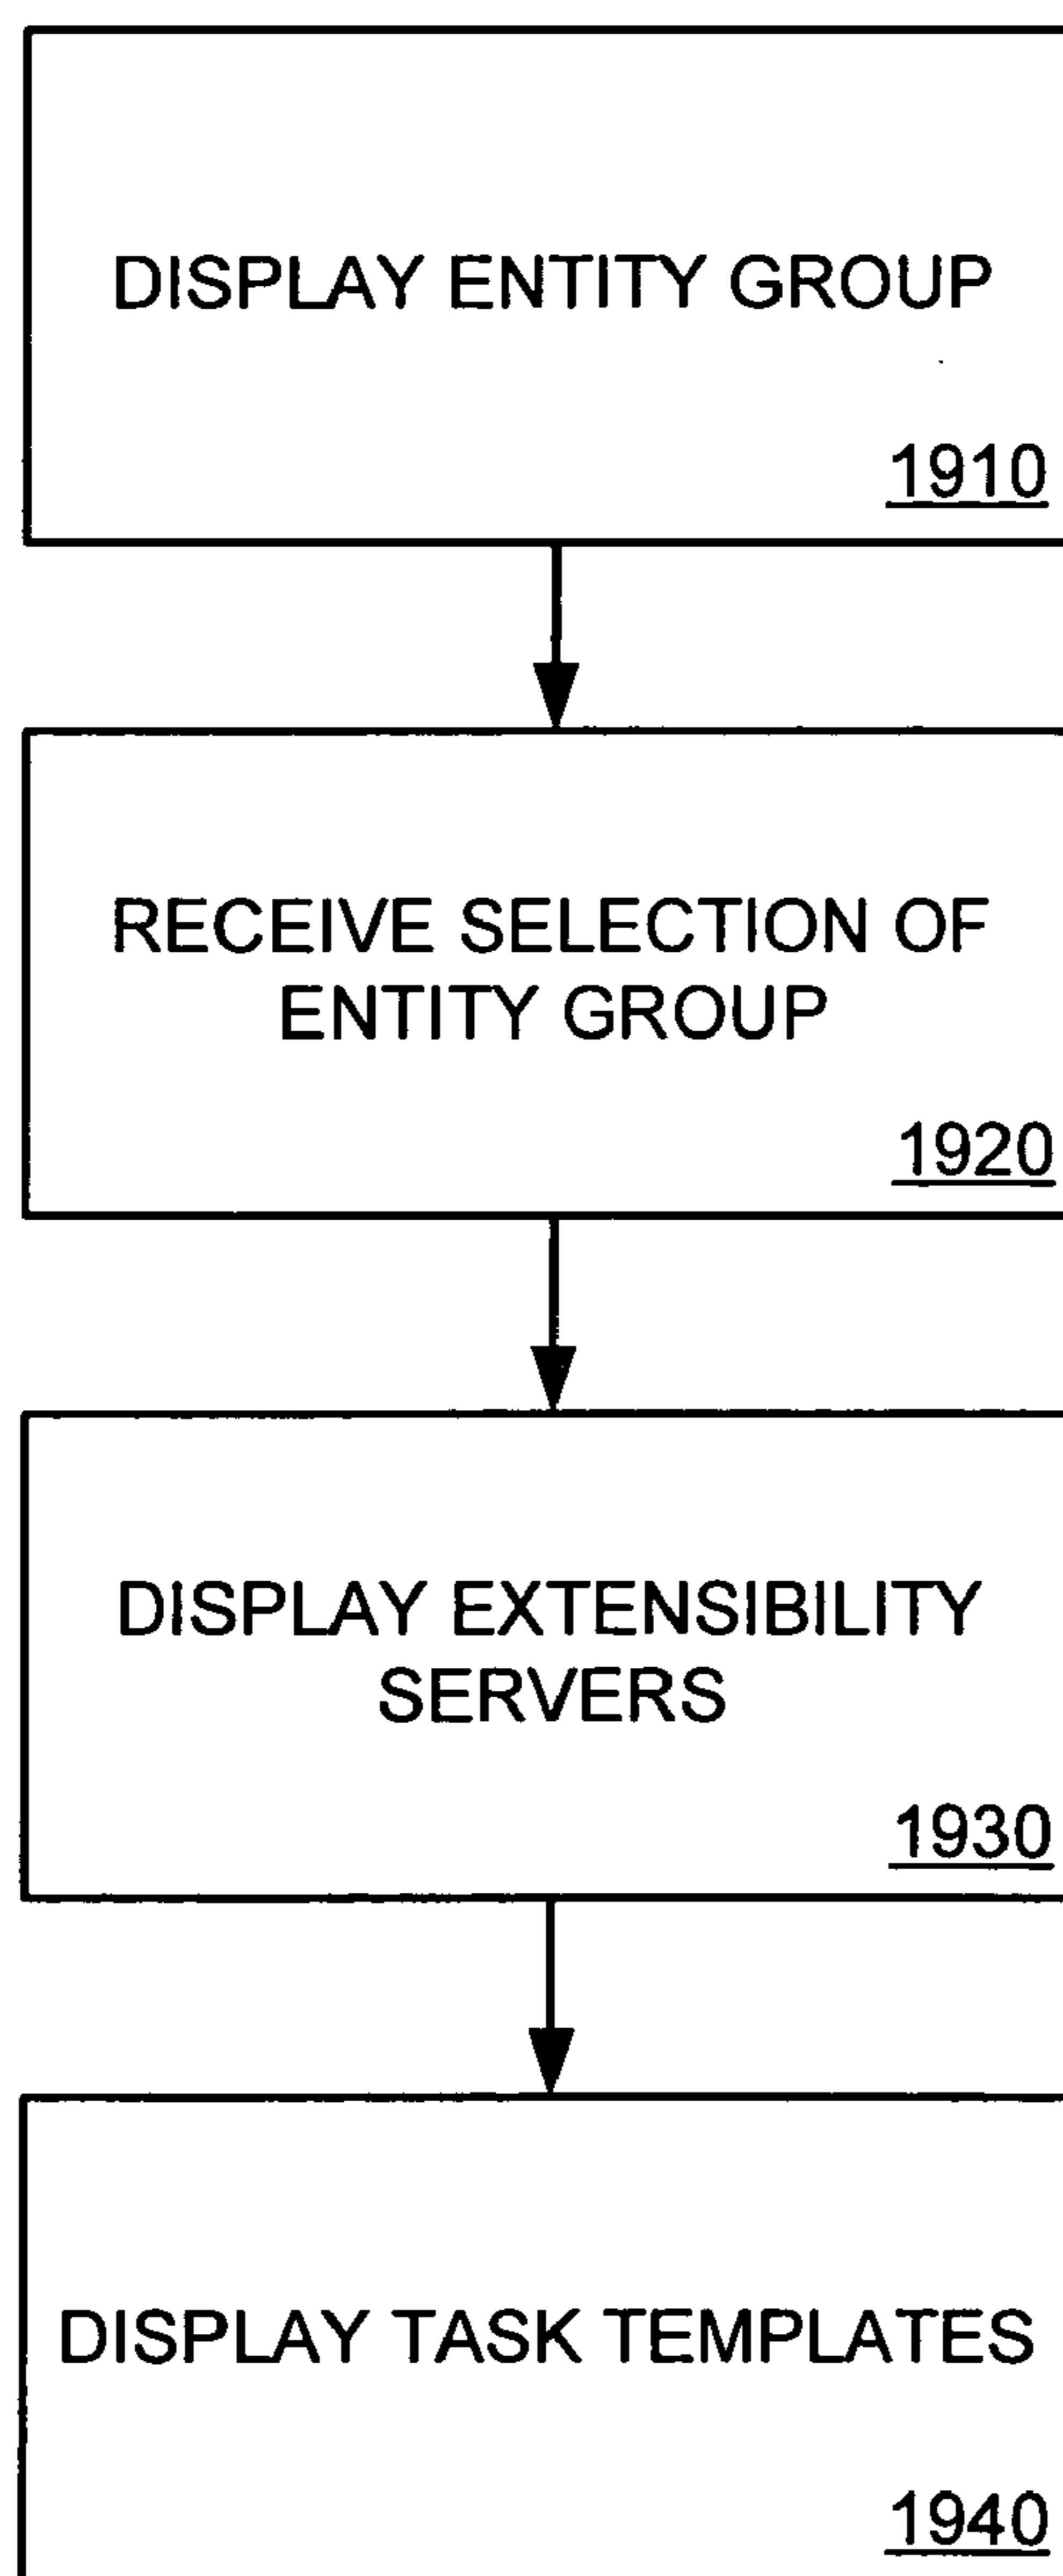 DISPLAY ENTITY GROUP
1910
RECEIVE SELECTION OF
ENTITY GROUP
1920
DISPLAY EXTENSIBILITY
SERVERS
1930
DISPLAY TASK TEMPLATES
1940